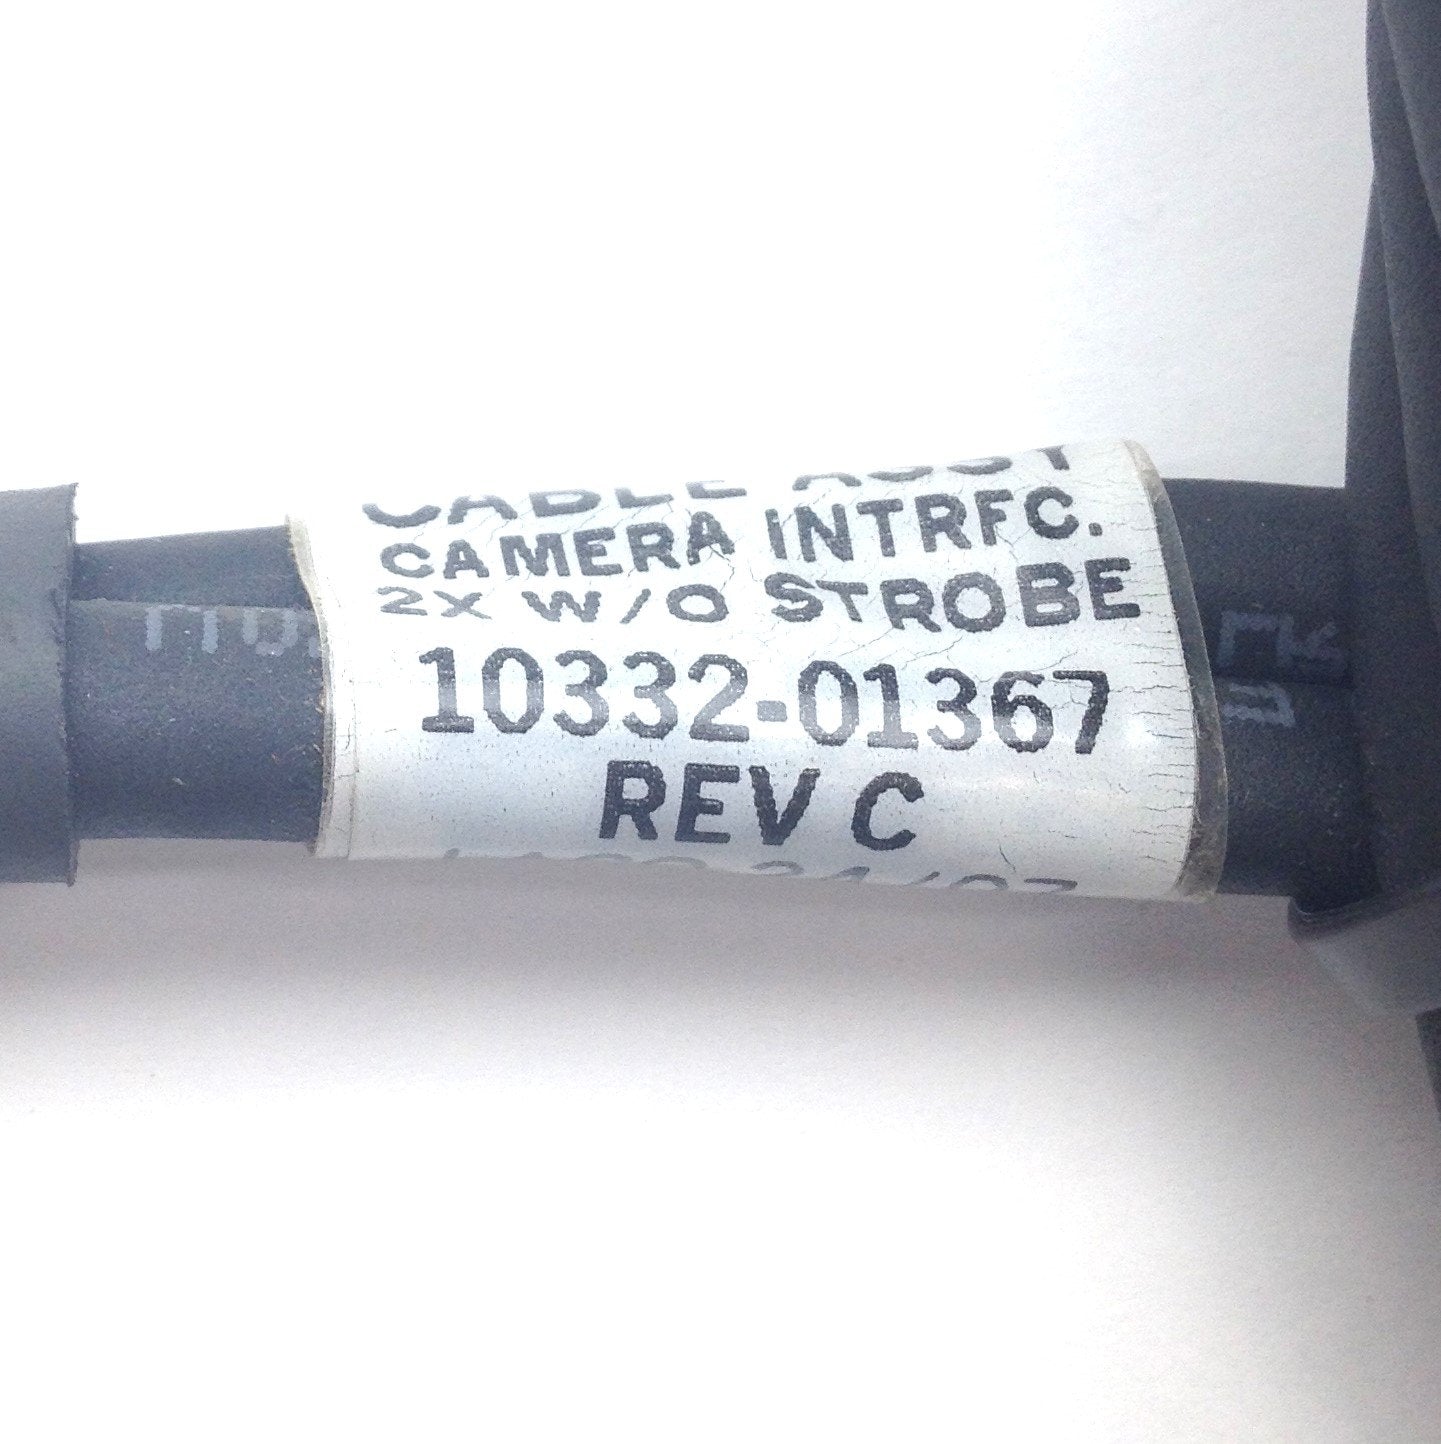 CABLE ASSY
CAMERA INTRFC.
2X W/O STROBE
10332-01367
REV C